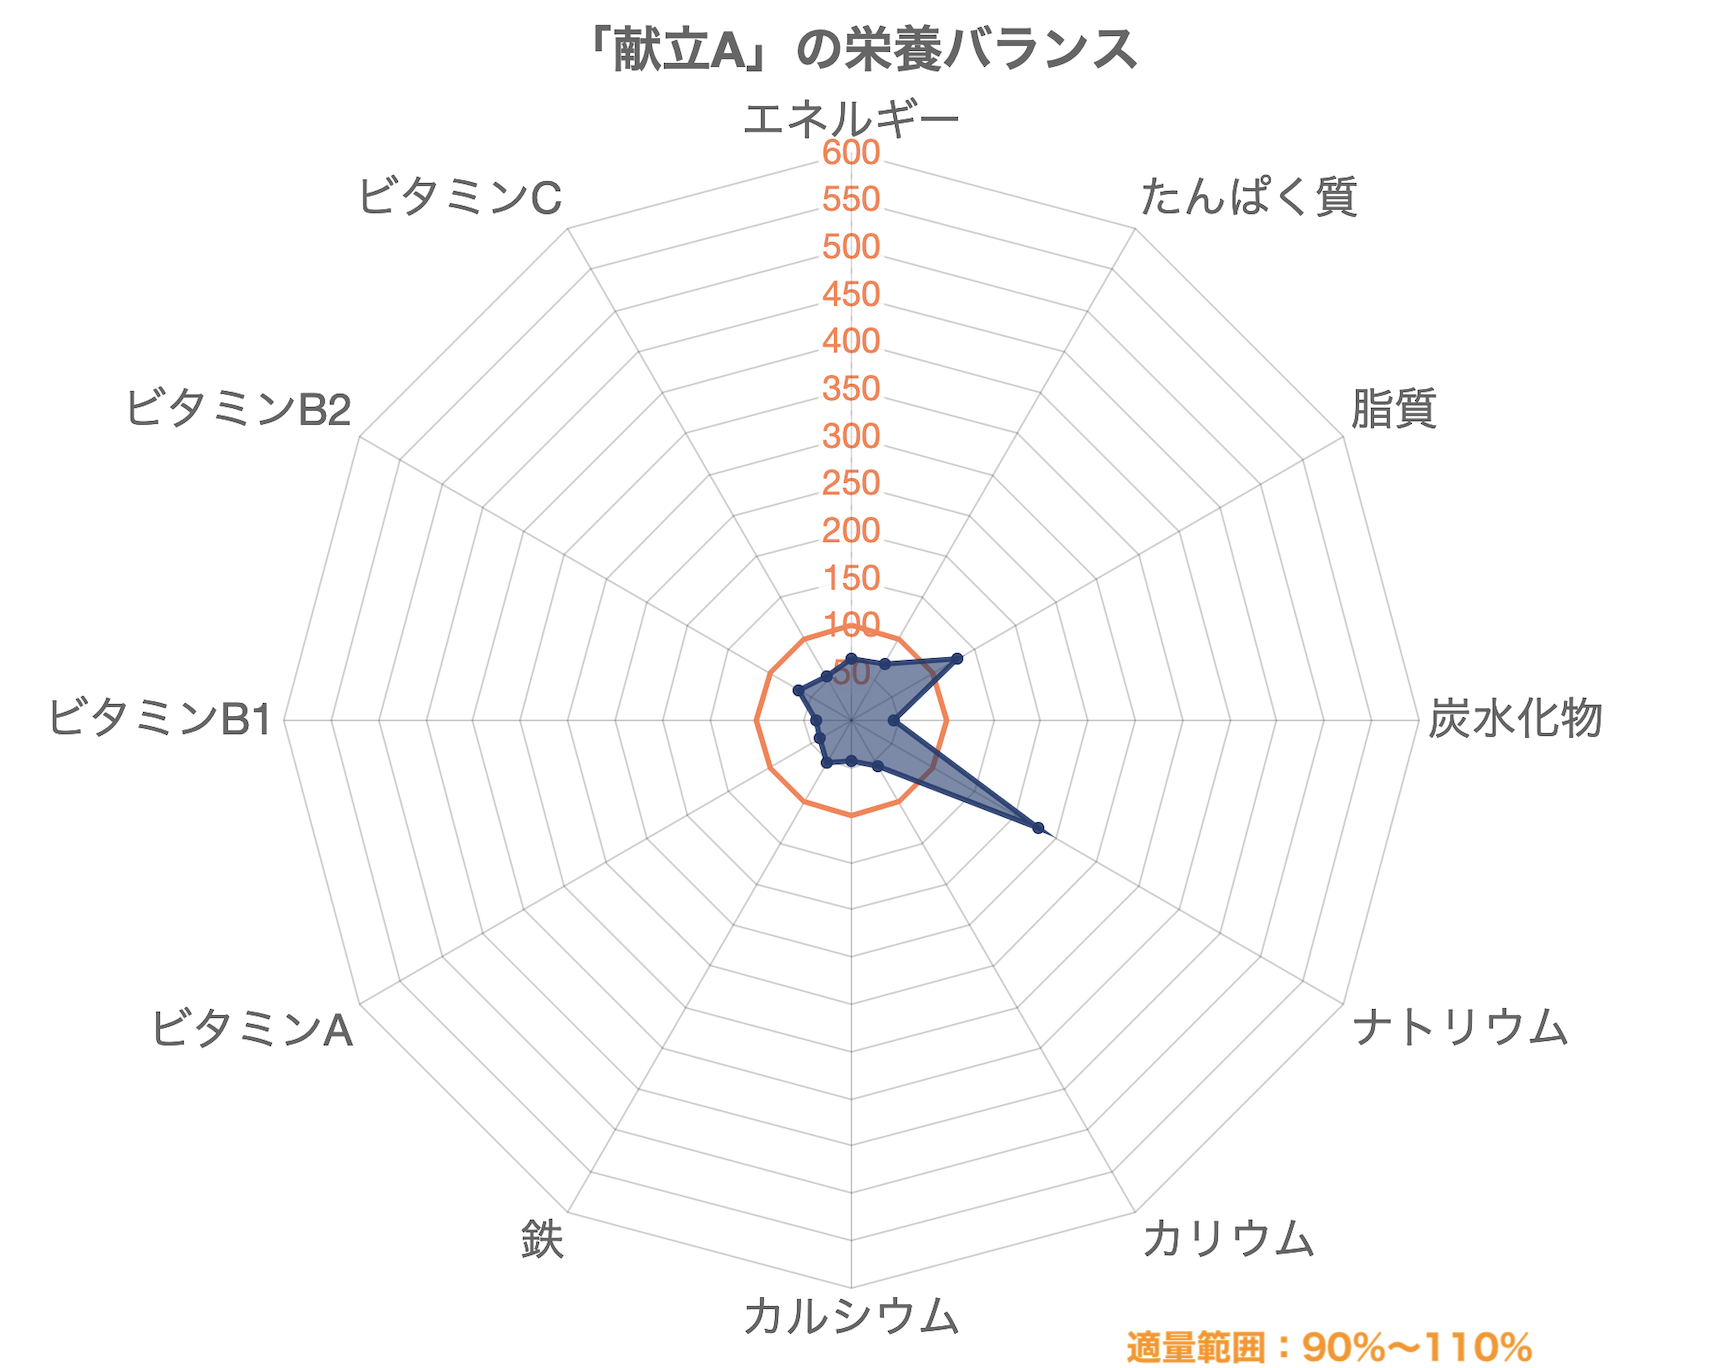 「献立A」の栄養バランス
エネルギー
600
550
500
450
400
350
300
250
200
150
100
50
たんぱく質
脂質
炭水化物
ナトリウム
カリウム
カルシウム
鉄
ビタミンA
ビタミンB1
ビタミンB2
ビタミンC
適量範囲：90%〜110%